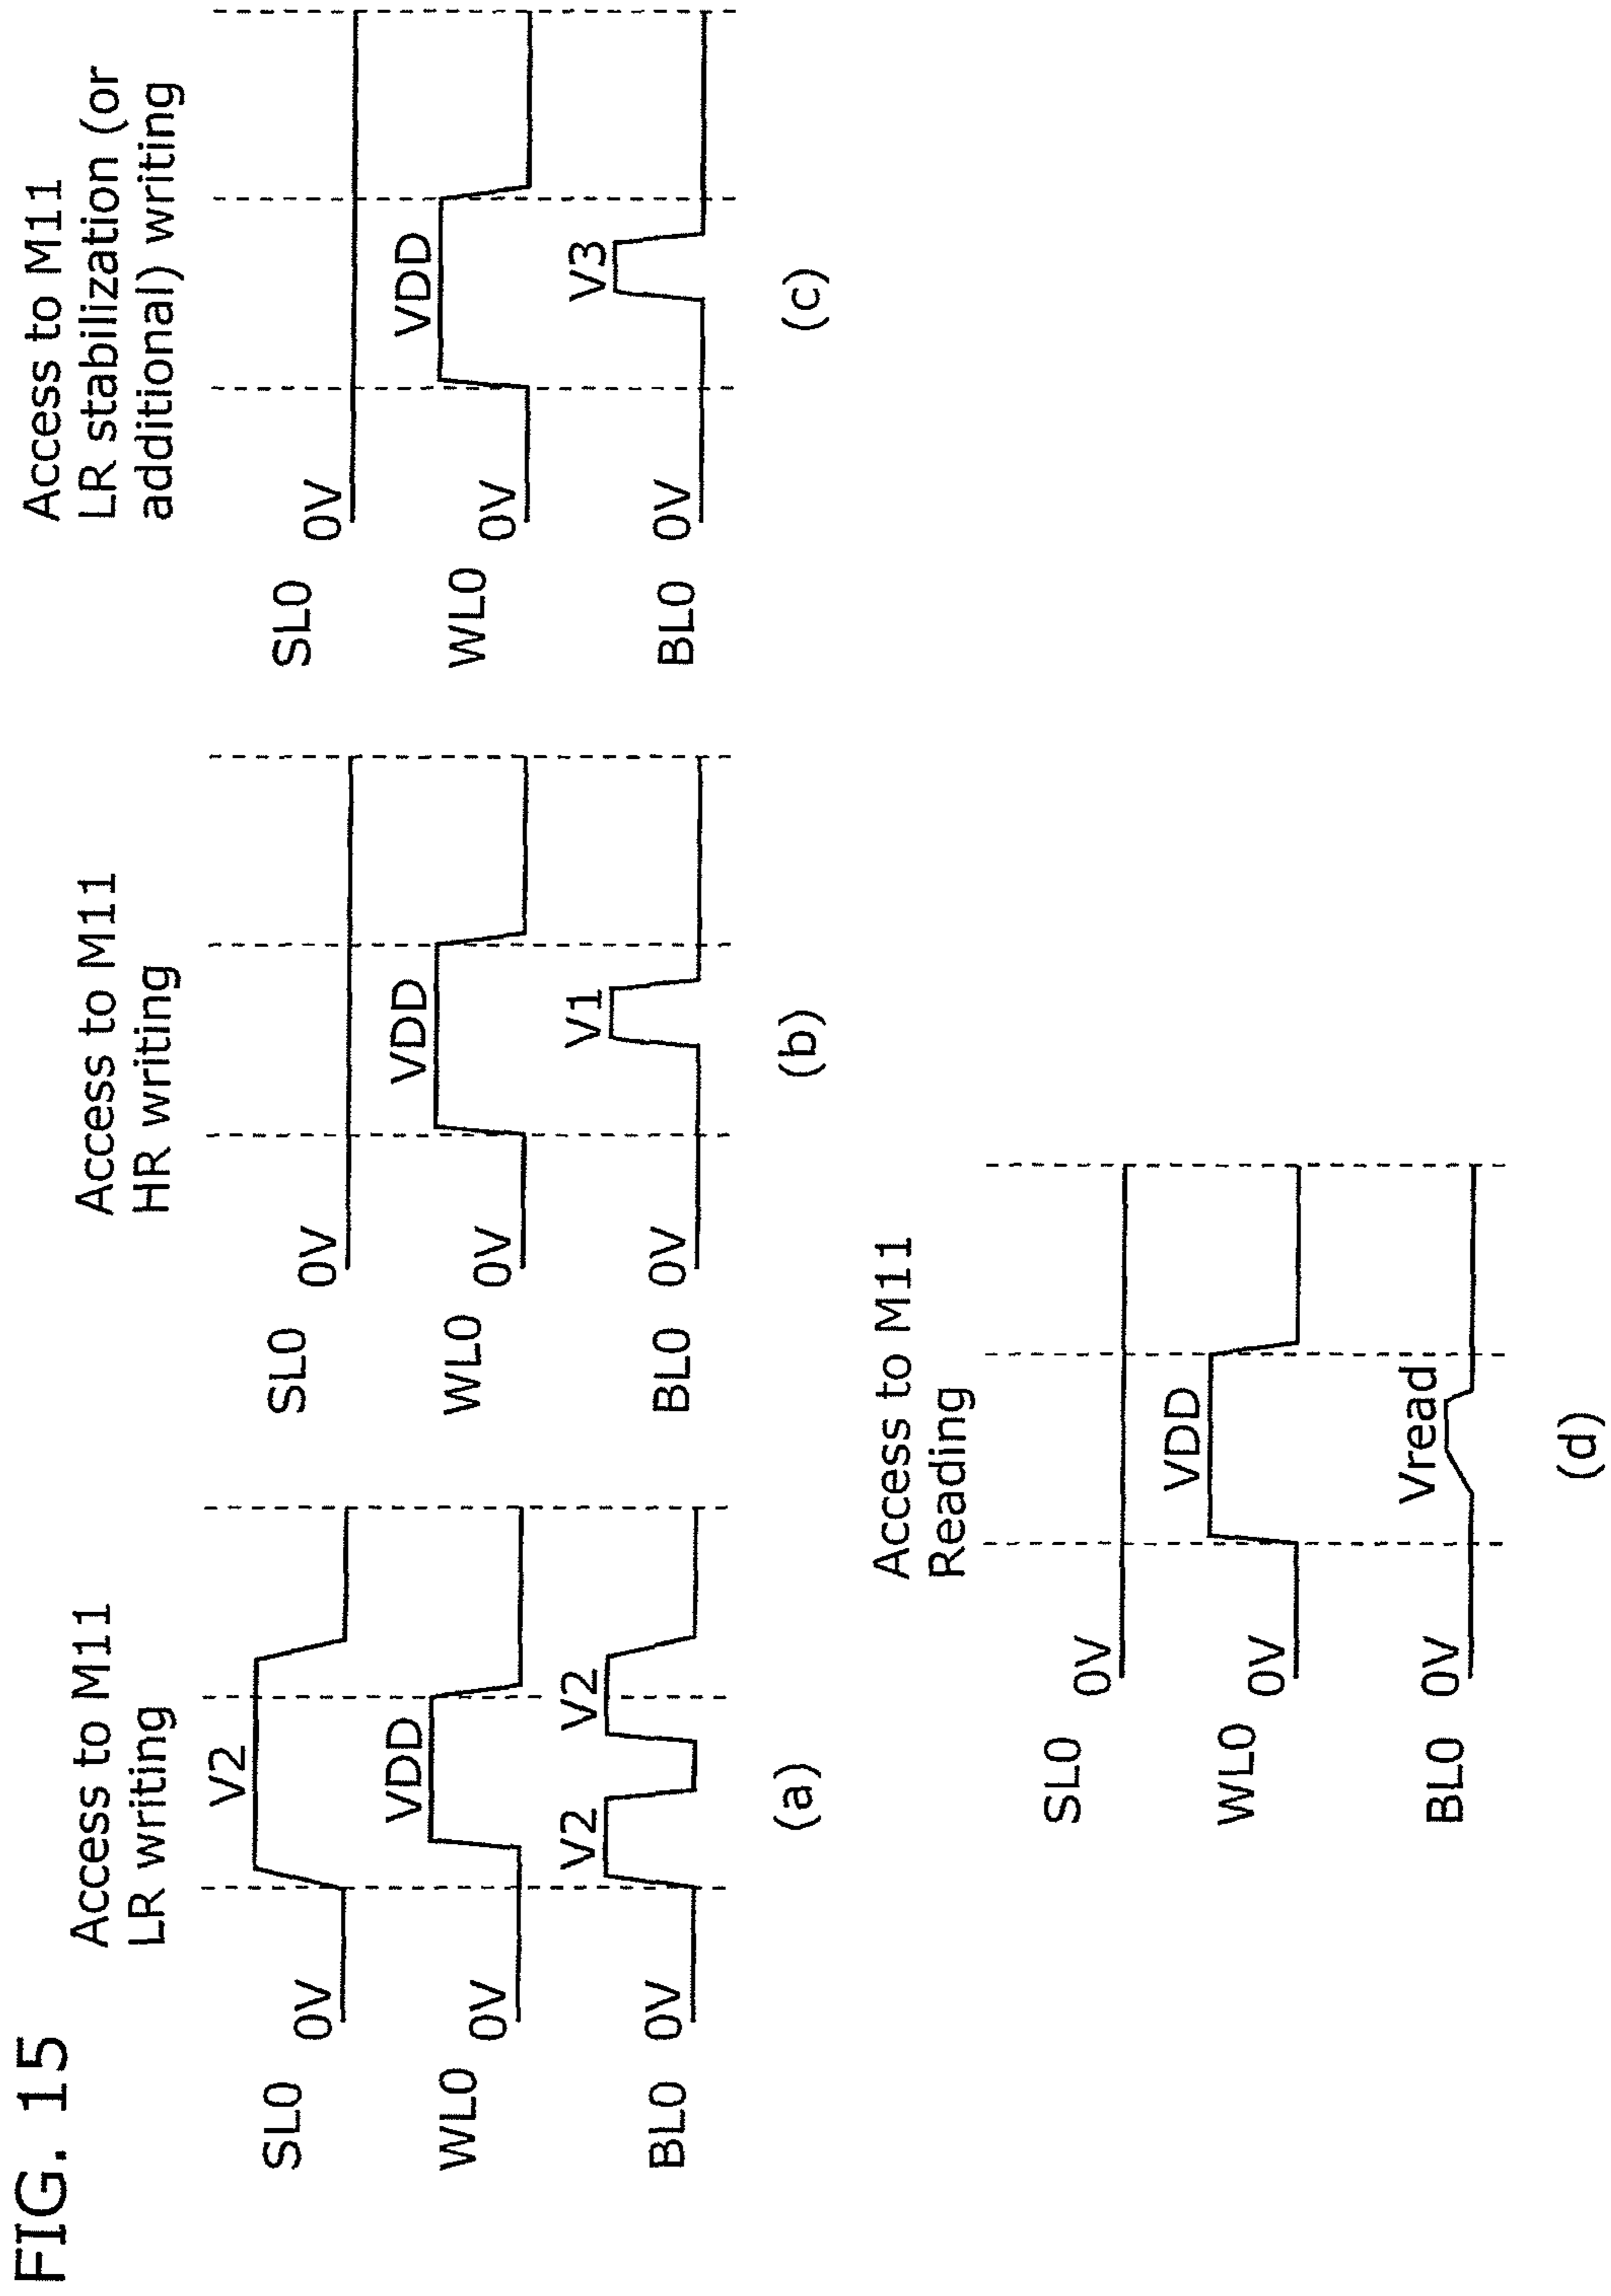 FIG. 15
Access to M11
LR writing
SL0
0V
V2
WL0
0V
VDD
BL0
0V
V2
V2
(a)
Access to M11
HR writing
SL0
0V
WL0
0V
VDD
BL0
0V
V1
(b)
Access to M11
LR stabilization (or
additional) writing
SL0
0V
WL0
0V
VDD
BL0
0V
V3
(c)
Access to M11
Reading
SL0
0V
WL0
0V
VDD
BL0
0V
Vread
(d)